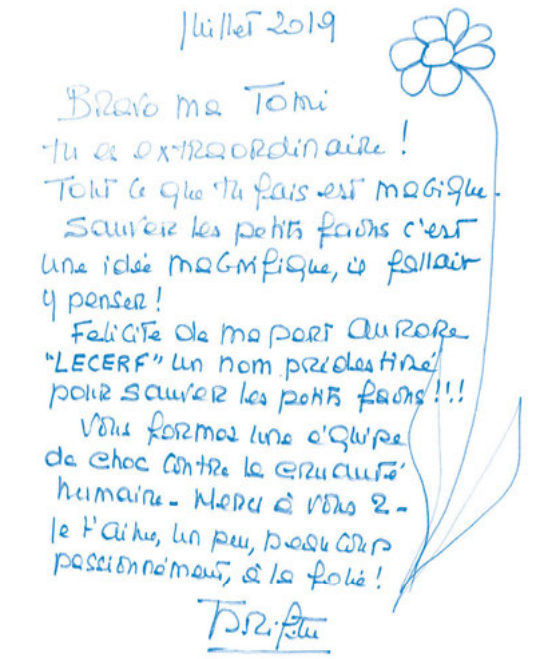 Juillet 2019
Bravo ma Tomi
tu es extraordinaire !
Tout ce que tu fais est magique.
Sauver les petits faons c'est
une idée magnifique, il fallait
y penser !
Felicite de ma part Aurore
"LECERF" un nom prédestiné
pour sauver les petits faons !!!
Vous formez une équipe
de choc contre la cruauté
humaine - Merci à vous 2 -
Je t'aime, un peu, beaucoup
passionnément, à la folie !